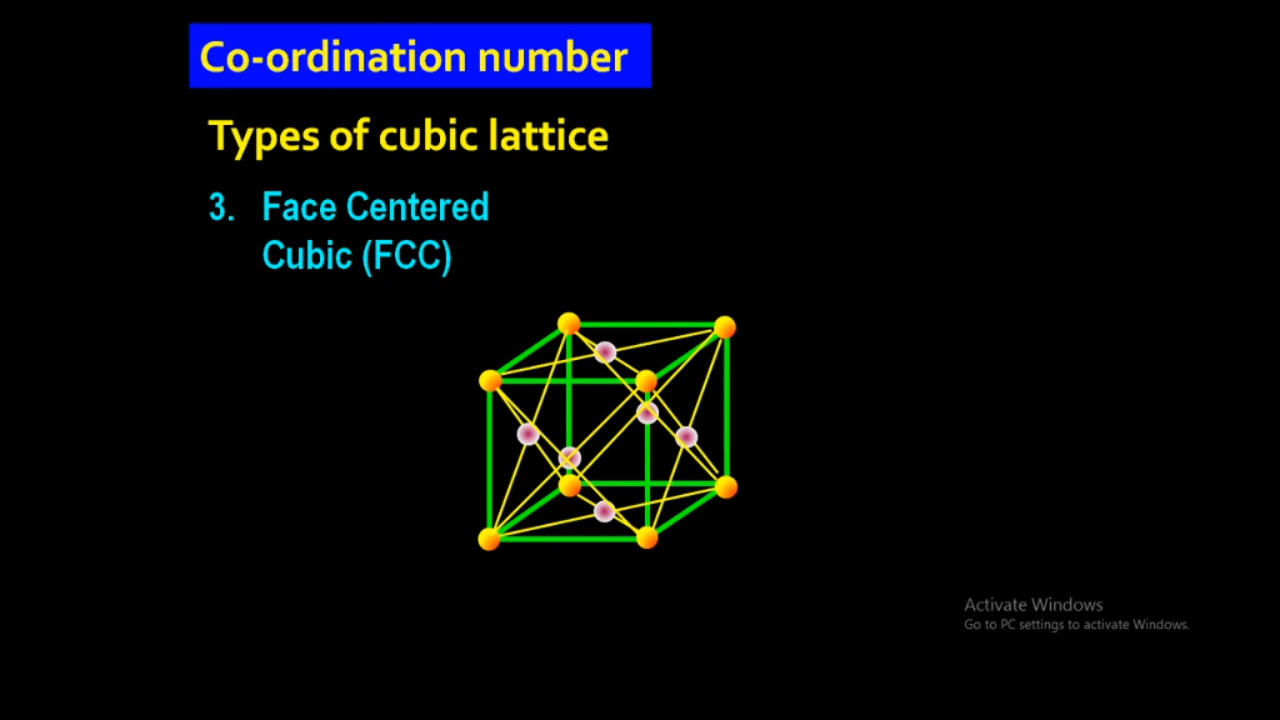 Co-ordination number
Types of cubic lattice
3. Face Centered
Cubic (FCC)
Activate Windows
Go to PC settings to activate Windows.